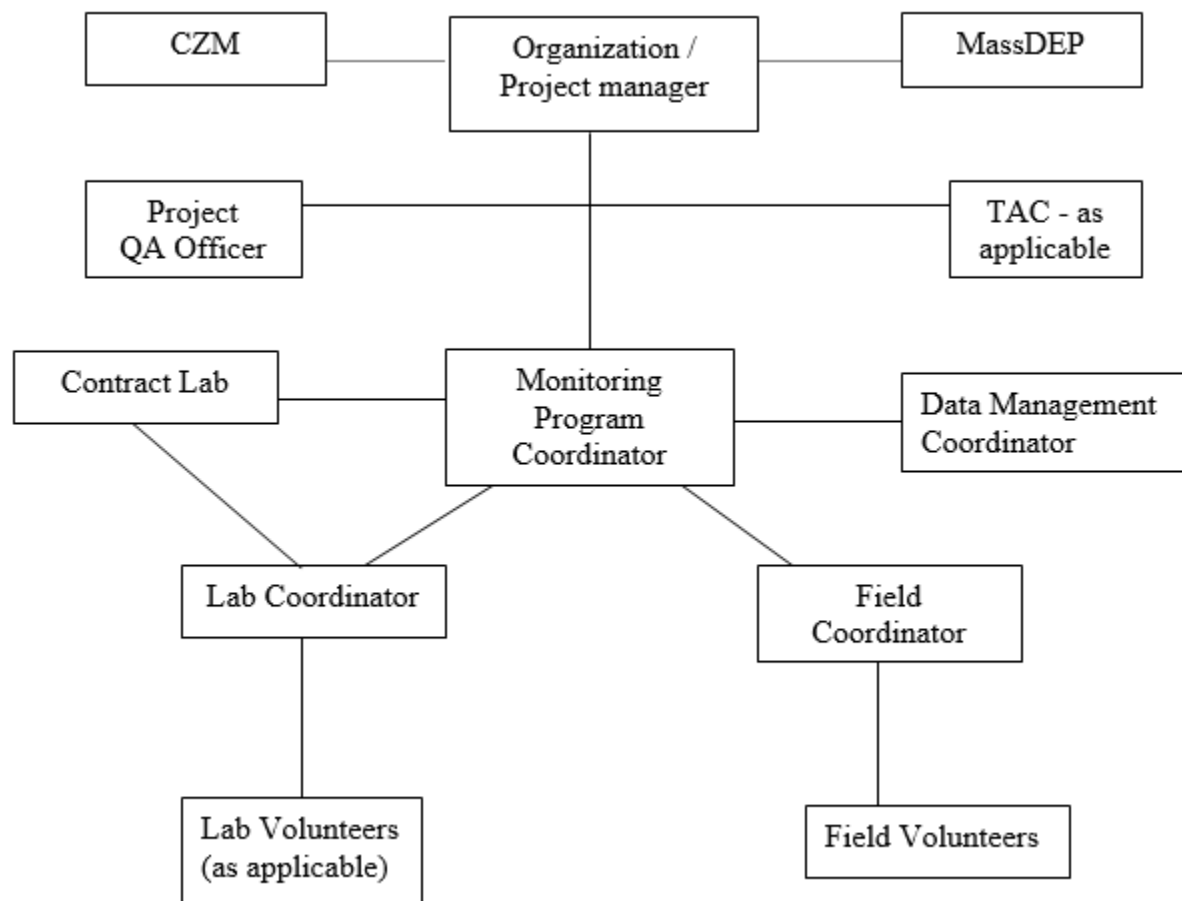 CZM
Organization /
Project manager
MassDEP
Project
QA Officer
TAC - as
applicable
Contract Lab
Monitoring
Program
Coordinator
Data Management
Coordinator
Lab Coordinator
Field
Coordinator
Lab Volunteers
(as applicable)
Field Volunteers